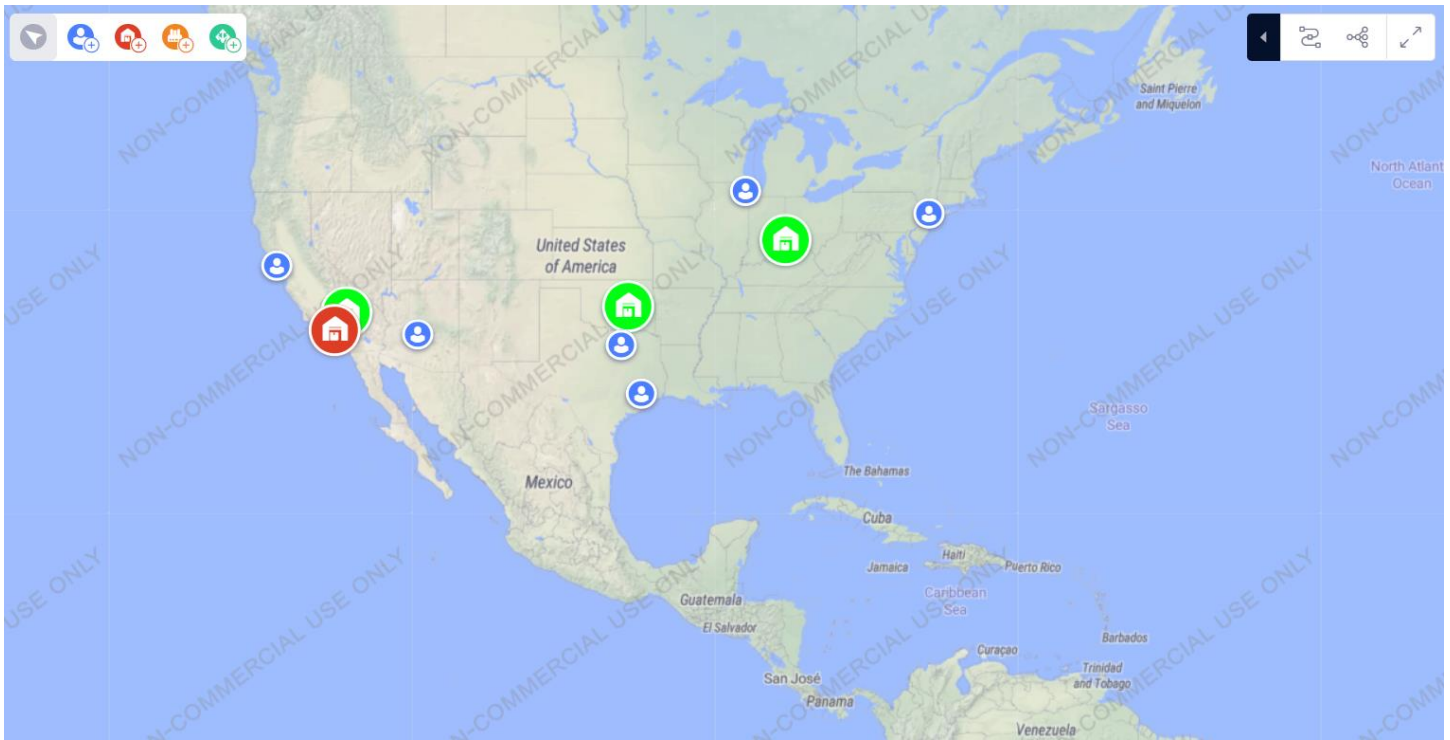 NON-COMMERCIAL USE ONLY
Saint Pierre
and Miquelon
North Atlant
Ocean
United States
of America
Sargasso
Sea
The Bahamas
Mexico
Cuba
Haiti
Jamaica
Puerto Rico
Caribbean
Sea
Guatemala
El Salvador
Barbados
Curaçao
Trinidad
and Tobago
San José
Panama
Venezuela